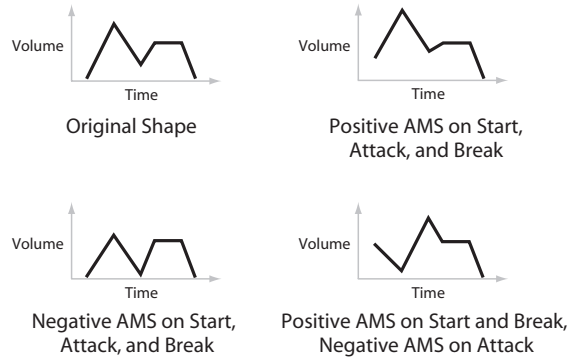 Volume
Time
Original Shape
Volume
Time
Positive AMS on Start,
Attack, and Break
Volume
Time
Negative AMS on Start,
Attack, and Break
Volume
Time
Positive AMS on Start and Break,
Negative AMS on Attack